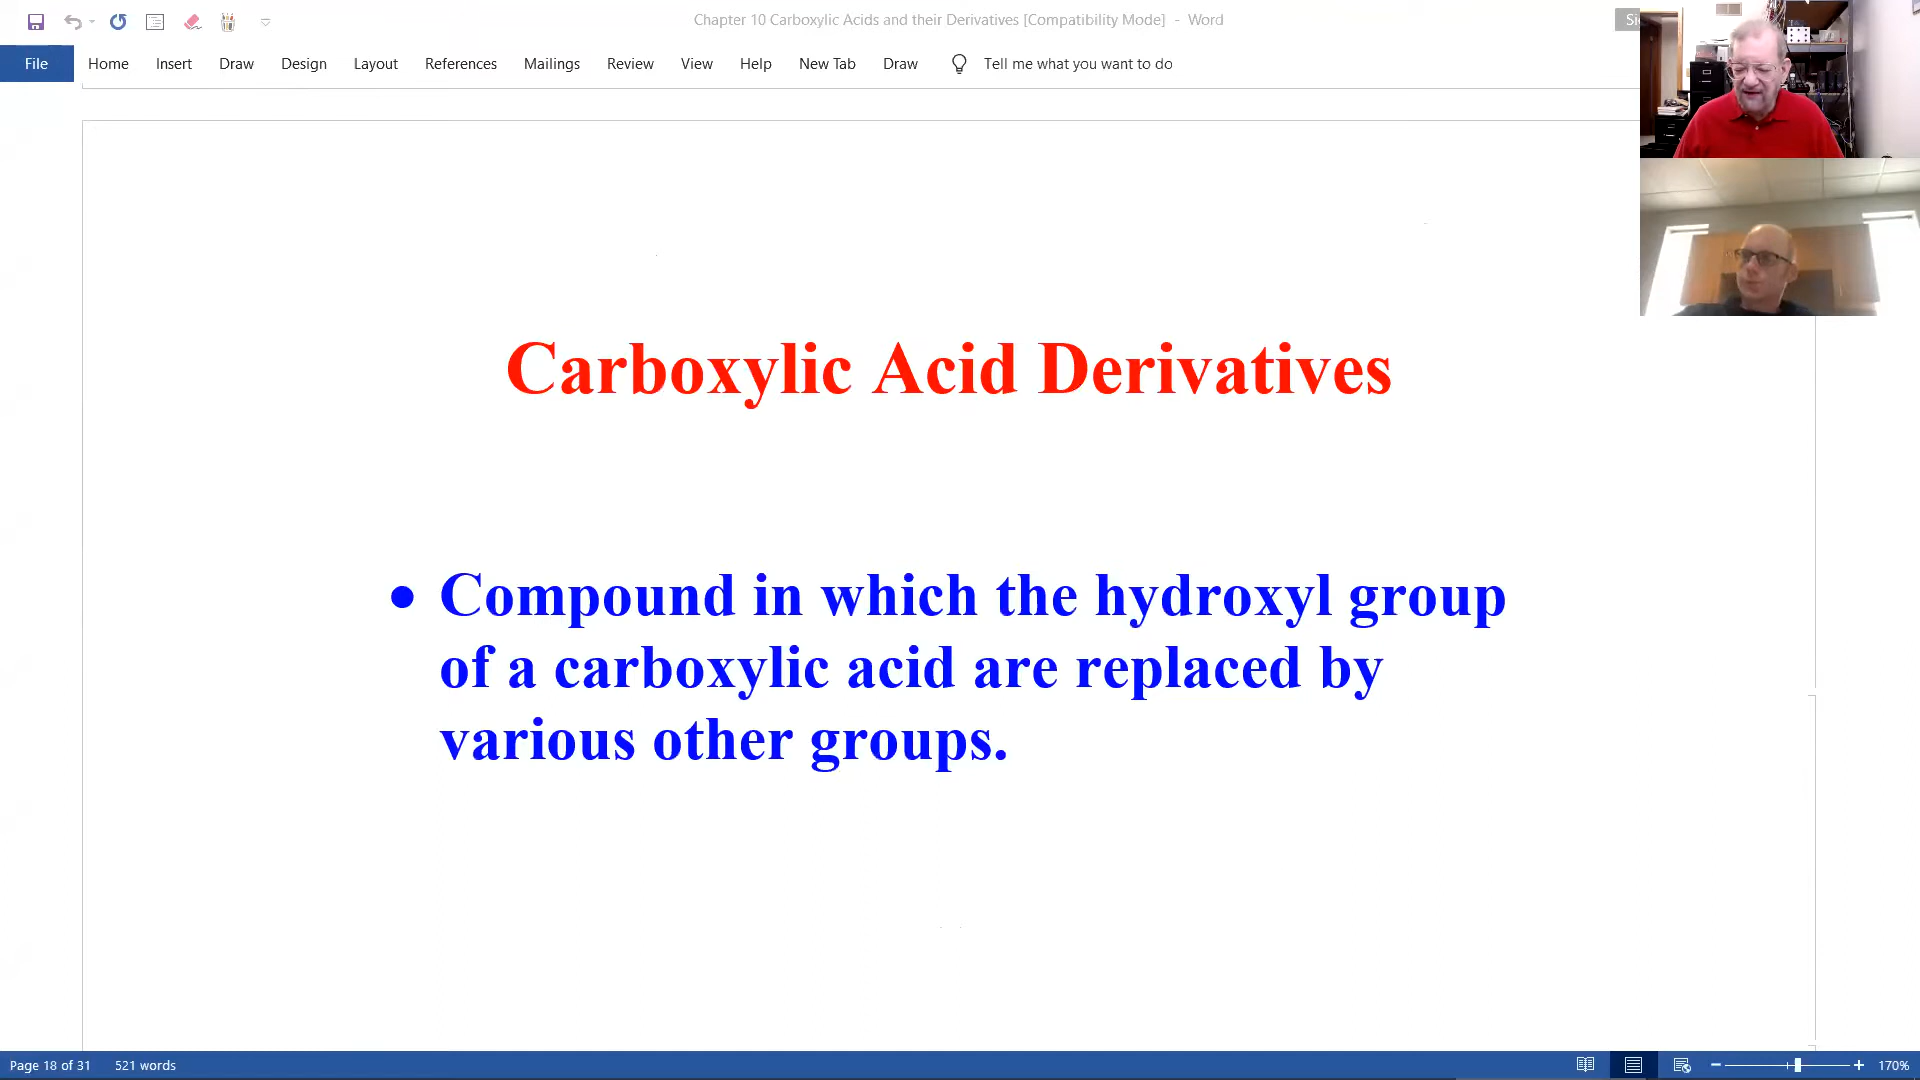 Chapter 10 Carboxylic Acids and their Derivatives [Compatibility Mode] - Word
File Home Insert Draw Design Layout References Mailings Review View Help New Tab Draw Tell me what you want to do
Carboxylic Acid Derivatives
• Compound in which the hydroxyl group
of a carboxylic acid are replaced by
various other groups.
Page 18 of 31 521 words 170%